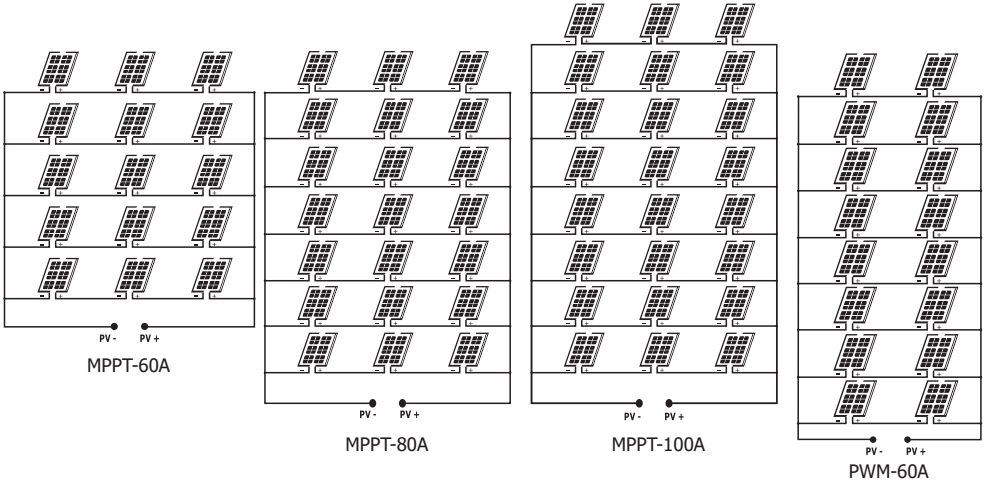 PV - PV +
MPPT-60A
PV - PV +
MPPT-80A
PV - PV +
MPPT-100A
PV - PV +
PWM-60A